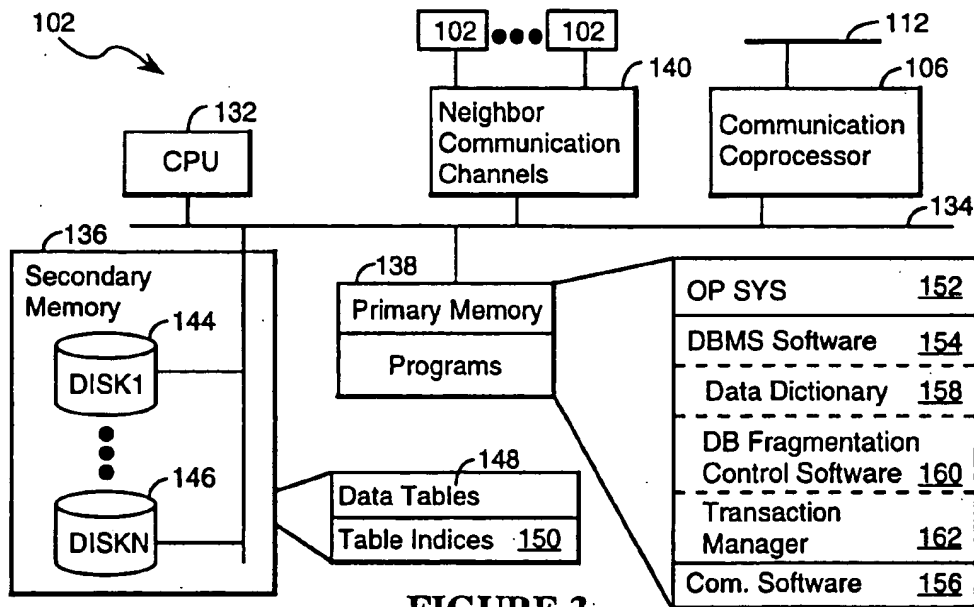 102
102 102
112
140
106
132
Neighbor
Communication
Channels
Communication
Coprocessor
CPU
134
136
Secondary
Memory
138
Primary Memory
Programs
144
DISK1
146
DISKN
148
Data Tables
Table Indices 150
OP SYS 152
DBMS Software 154
Data Dictionary 158
DB Fragmentation
Control Software 160
Transaction
Manager 162
Com. Software 156
FIGURE 3